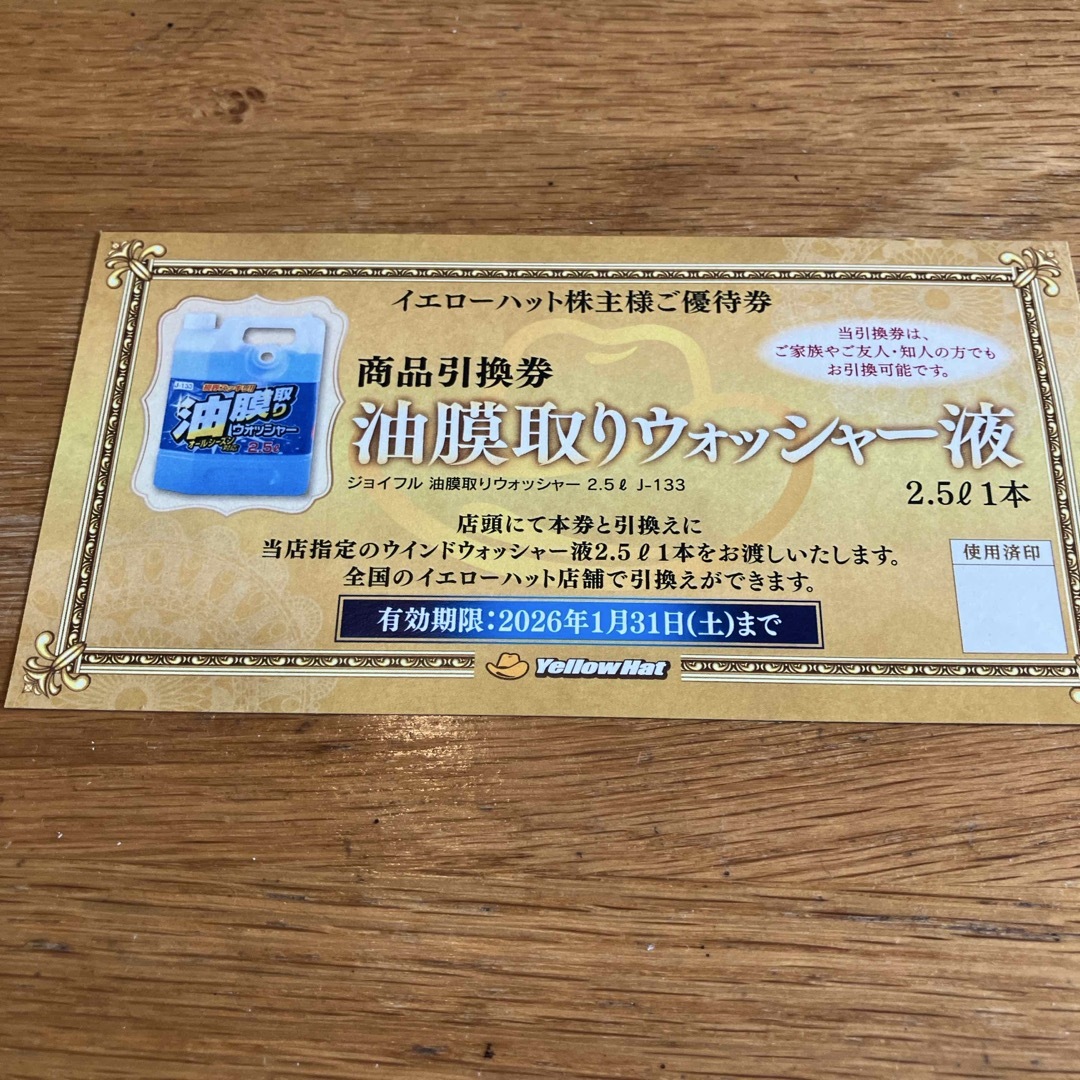 イエローハット株主様ご優待券
当引換券は、
ご家族やご友人・知人の方でも
お引換可能です。
商品引換券
油膜取りウォッシャー液
ジョイフル 油膜取りウォッシャー 2.5ℓ J-133
2.5ℓ 1本
J-133
油膜取り
ウォッシャー
オールシーズン
2.5ℓ
店頭にて本券と引換えに
当店指定のウインドウォッシャー液2.5ℓ 1本をお渡しいたします。
全国のイエローハット店舗で引換えができます。
使用済印
有効期限:2026年1月31日(土)まで
YellowHat